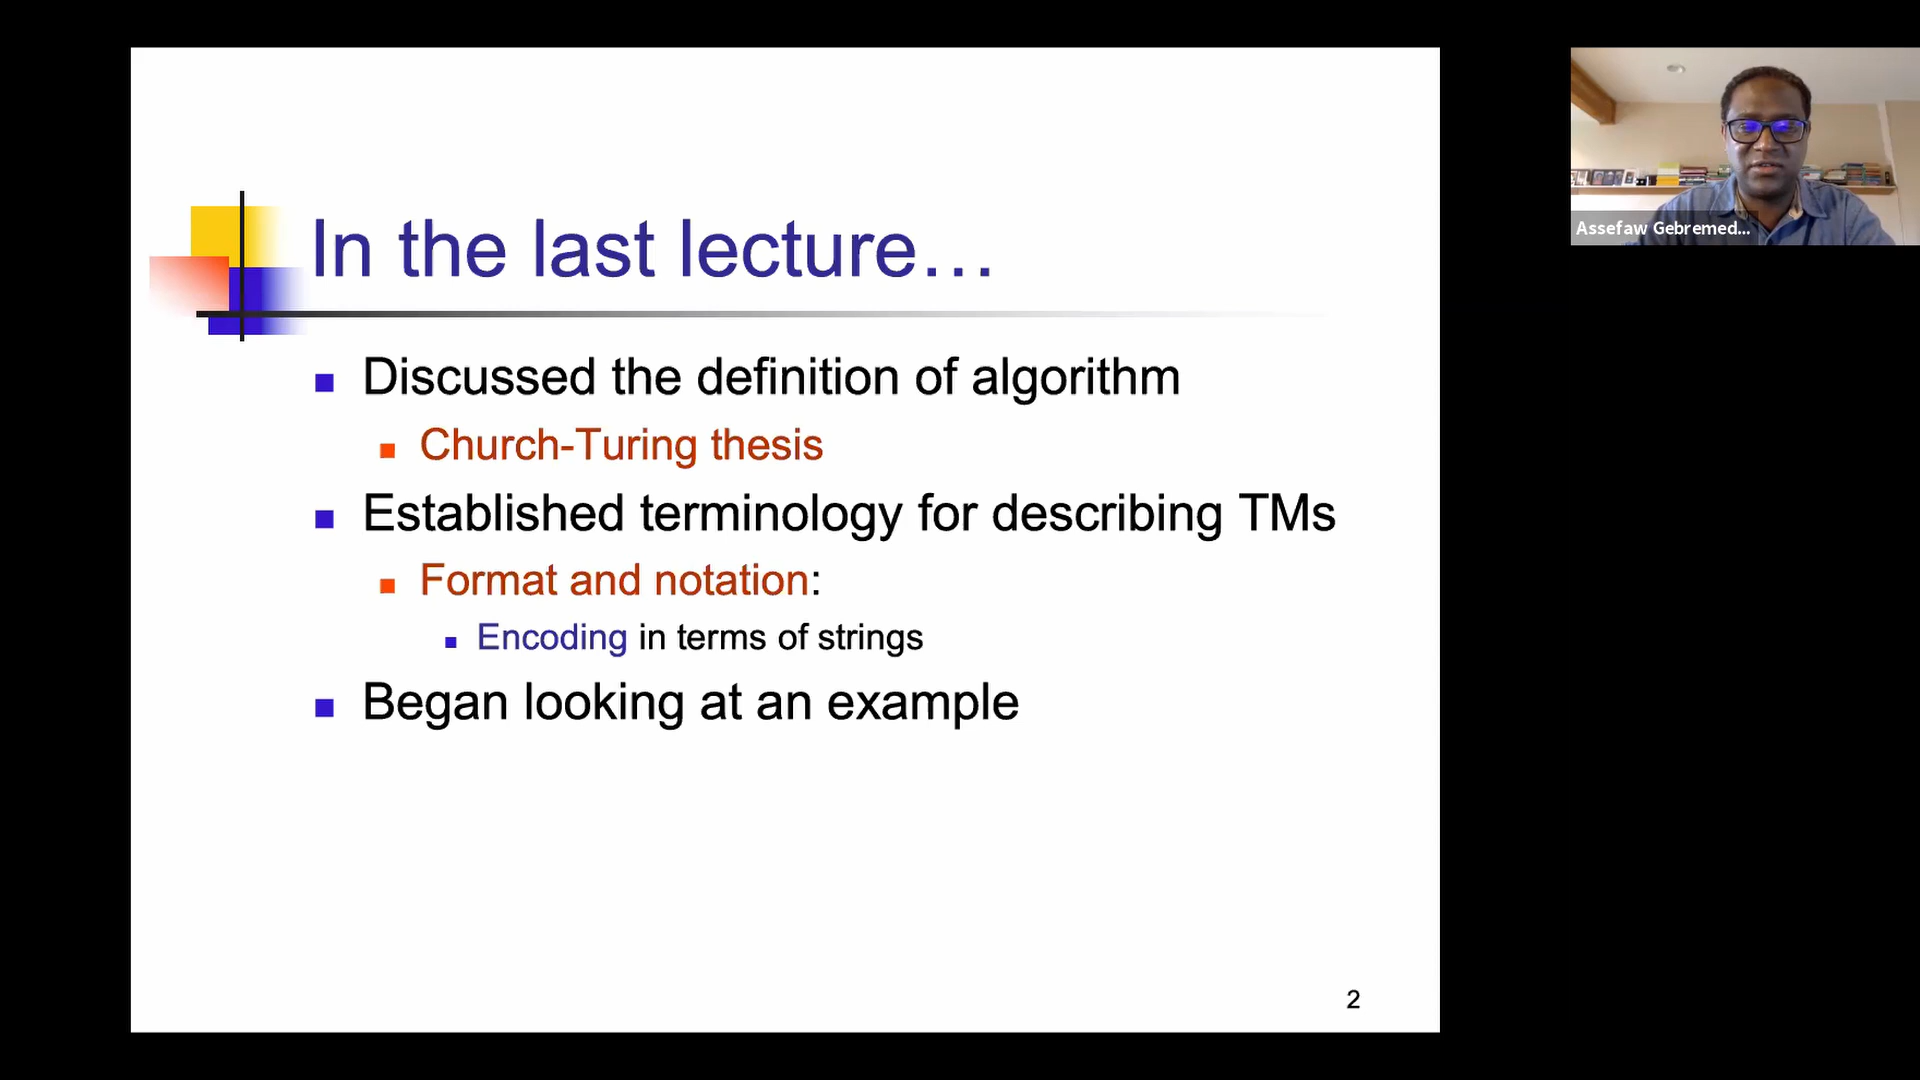 In the last lecture…
Discussed the definition of algorithm
Church-Turing thesis
Established terminology for describing TMs
Format and notation:
Encoding in terms of strings
Began looking at an example
2
Assefaw Gebremed...